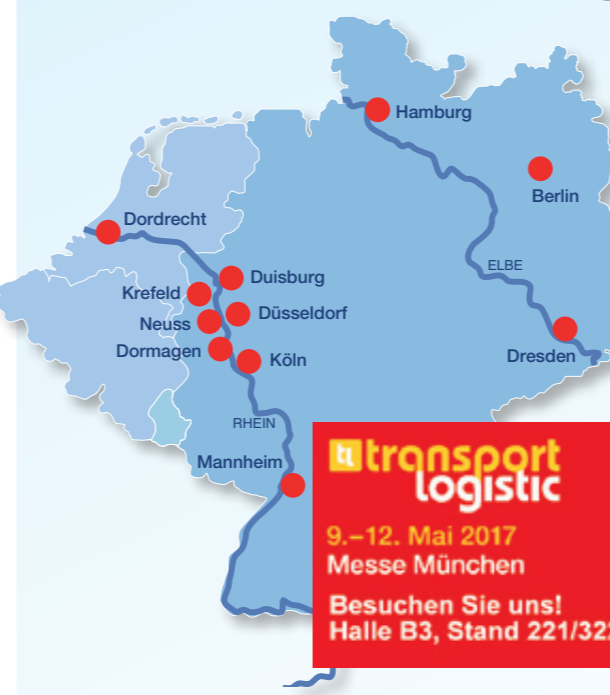 Hamburg
Berlin
Dordrecht
ELBE
Duisburg
Krefeld
Düsseldorf
Neuss
Dormagen
Köln
Dresden
RHEIN
Mannheim
tl transport
logistic
9.–12. Mai 2017
Messe München
Besuchen Sie uns!
Halle B3, Stand 221/322